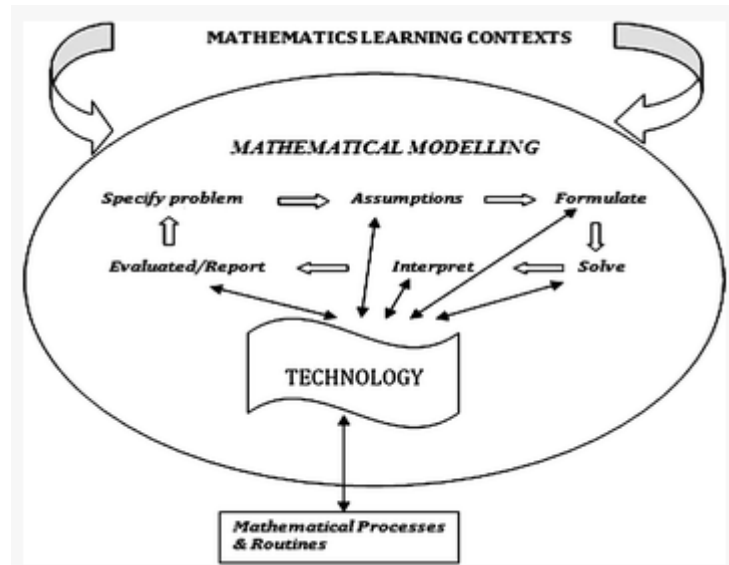 MATHEMATICS LEARNING CONTEXTS
MATHEMATICAL MODELLING
Specify problem
Assumptions
Formulate
Evaluated/Report
Interpret
Solve
TECHNOLOGY
Mathematical Processes
& Routines